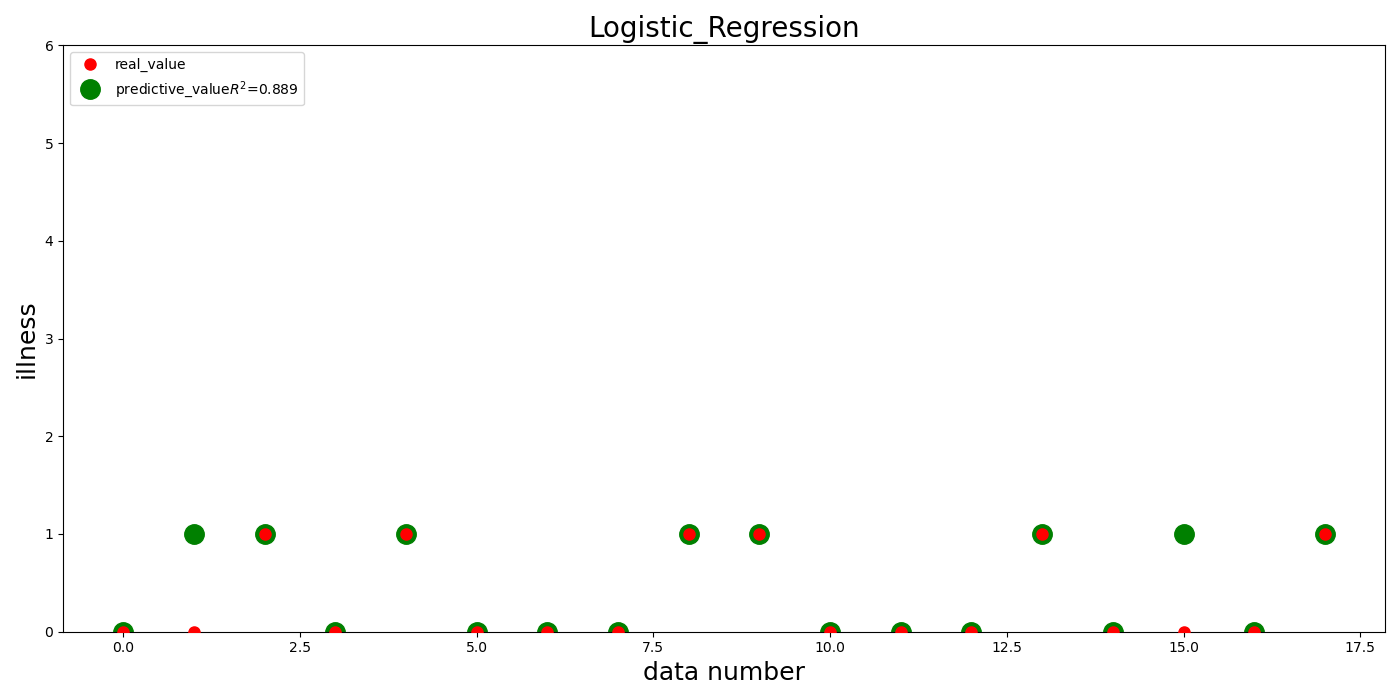 Logistic_Regression
real_value
predictive_valueR²=0.889
6
5
4
3
2
1
0
illness
0.0 2.5 5.0 7.5 10.0 12.5 15.0 17.5
data number